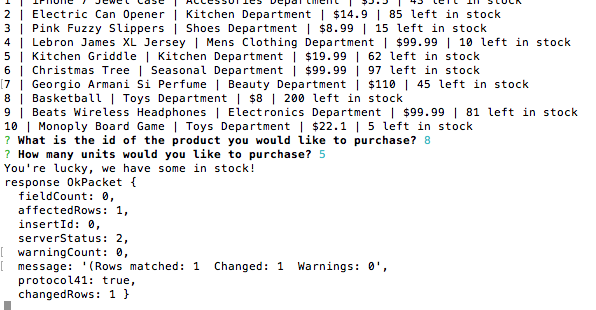 1 | iPhone 7 Jewel Case | Accessories Department | $5.5 | 43 left in stock
2 | Electric Can Opener | Kitchen Department | $14.9 | 85 left in stock
3 | Pink Fuzzy Slippers | Shoes Department | $8.99 | 15 left in stock
4 | Lebron James XL Jersey | Mens Clothing Department | $99.99 | 10 left in stock
5 | Kitchen Griddle | Kitchen Department | $19.99 | 62 left in stock
6 | Christmas Tree | Seasonal Department | $99.99 | 97 left in stock
[7 | Georgio Armani Si Perfume | Beauty Department | $110 | 45 left in stock
8 | Basketball | Toys Department | $8 | 200 left in stock
9 | Beats Wireless Headphones | Electronics Department | $99.99 | 81 left in stock
10 | Monoply Board Game | Toys Department | $22.1 | 5 left in stock
? What is the id of the product you would like to purchase? 8
? How many units would you like to purchase? 5
You're lucky, we have some in stock!
response OkPacket {
  fieldCount: 0,
  affectedRows: 1,
  insertId: 0,
  serverStatus: 2,
[ warningCount: 0,
[ message: '(Rows matched: 1  Changed: 1  Warnings: 0',
  protocol41: true,
  changedRows: 1 }